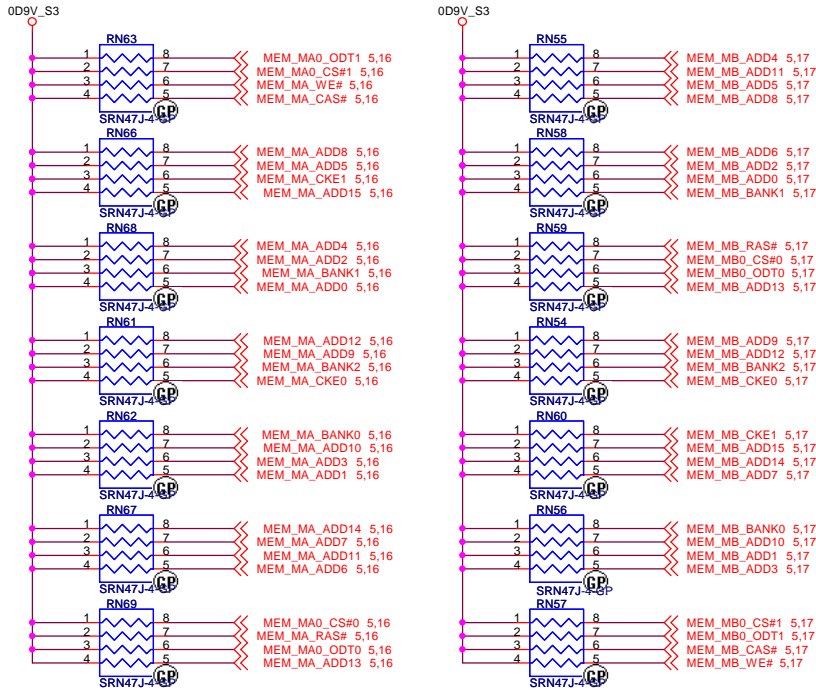 0D9V_S3
RN63
1 8 MEM_MA0_ODT1 5,16
2 7 MEM_MA0_CS#1 5,16
3 6 MEM_MA_WE# 5,16
4 5 MEM_MA_CAS# 5,16
GP
SRN47J-4-GP
RN66
1 8 MEM_MA_ADD8 5,16
2 7 MEM_MA_ADD5 5,16
3 6 MEM_MA_CKE1 5,16
4 5 MEM_MA_ADD15 5,16
GP
SRN47J-4-GP
RN68
1 8 MEM_MA_ADD4 5,16
2 7 MEM_MA_ADD2 5,16
3 6 MEM_MA_BANK1 5,16
4 5 MEM_MA_ADD0 5,16
GP
SRN47J-4-GP
RN61
1 8 MEM_MA_ADD12 5,16
2 7 MEM_MA_ADD9 5,16
3 6 MEM_MA_BANK2 5,16
4 5 MEM_MA_CKE0 5,16
GP
SRN47J-4-GP
RN62
1 8 MEM_MA_BANK0 5,16
2 7 MEM_MA_ADD10 5,16
3 6 MEM_MA_ADD3 5,16
4 5 MEM_MA_ADD1 5,16
GP
SRN47J-4-GP
RN67
1 8 MEM_MA_ADD14 5,16
2 7 MEM_MA_ADD7 5,16
3 6 MEM_MA_ADD11 5,16
4 5 MEM_MA_ADD6 5,16
GP
SRN47J-4-GP
RN69
1 8 MEM_MA0_CS#0 5,16
2 7 MEM_MA_RAS# 5,16
3 6 MEM_MA0_ODT0 5,16
4 5 MEM_MA_ADD13 5,16
GP
SRN47J-4-GP
0D9V_S3
RN55
1 8 MEM_MB_ADD4 5,17
2 7 MEM_MB_ADD11 5,17
3 6 MEM_MB_ADD5 5,17
4 5 MEM_MB_ADD8 5,17
GP
SRN47J-4-GP
RN58
1 8 MEM_MB_ADD6 5,17
2 7 MEM_MB_ADD2 5,17
3 6 MEM_MB_ADD0 5,17
4 5 MEM_MB_BANK1 5,17
GP
SRN47J-4-GP
RN59
1 8 MEM_MB_RAS# 5,17
2 7 MEM_MB0_CS#0 5,17
3 6 MEM_MB0_ODT0 5,17
4 5 MEM_MB_ADD13 5,17
GP
SRN47J-4-GP
RN54
1 8 MEM_MB_ADD9 5,17
2 7 MEM_MB_ADD12 5,17
3 6 MEM_MB_BANK2 5,17
4 5 MEM_MB_CKE0 5,17
GP
SRN47J-4-GP
RN60
1 8 MEM_MB_CKE1 5,17
2 7 MEM_MB_ADD15 5,17
3 6 MEM_MB_ADD14 5,17
4 5 MEM_MB_ADD7 5,17
GP
SRN47J-4-GP
RN56
1 8 MEM_MB_BANK0 5,17
2 7 MEM_MB_ADD10 5,17
3 6 MEM_MB_ADD1 5,17
4 5 MEM_MB_ADD3 5,17
GP
SRN47J-4-GP
RN57
1 8 MEM_MB0_CS#1 5,17
2 7 MEM_MB0_ODT1 5,17
3 6 MEM_MB_CAS# 5,17
4 5 MEM_MB_WE# 5,17
GP
SRN47J-4-GP